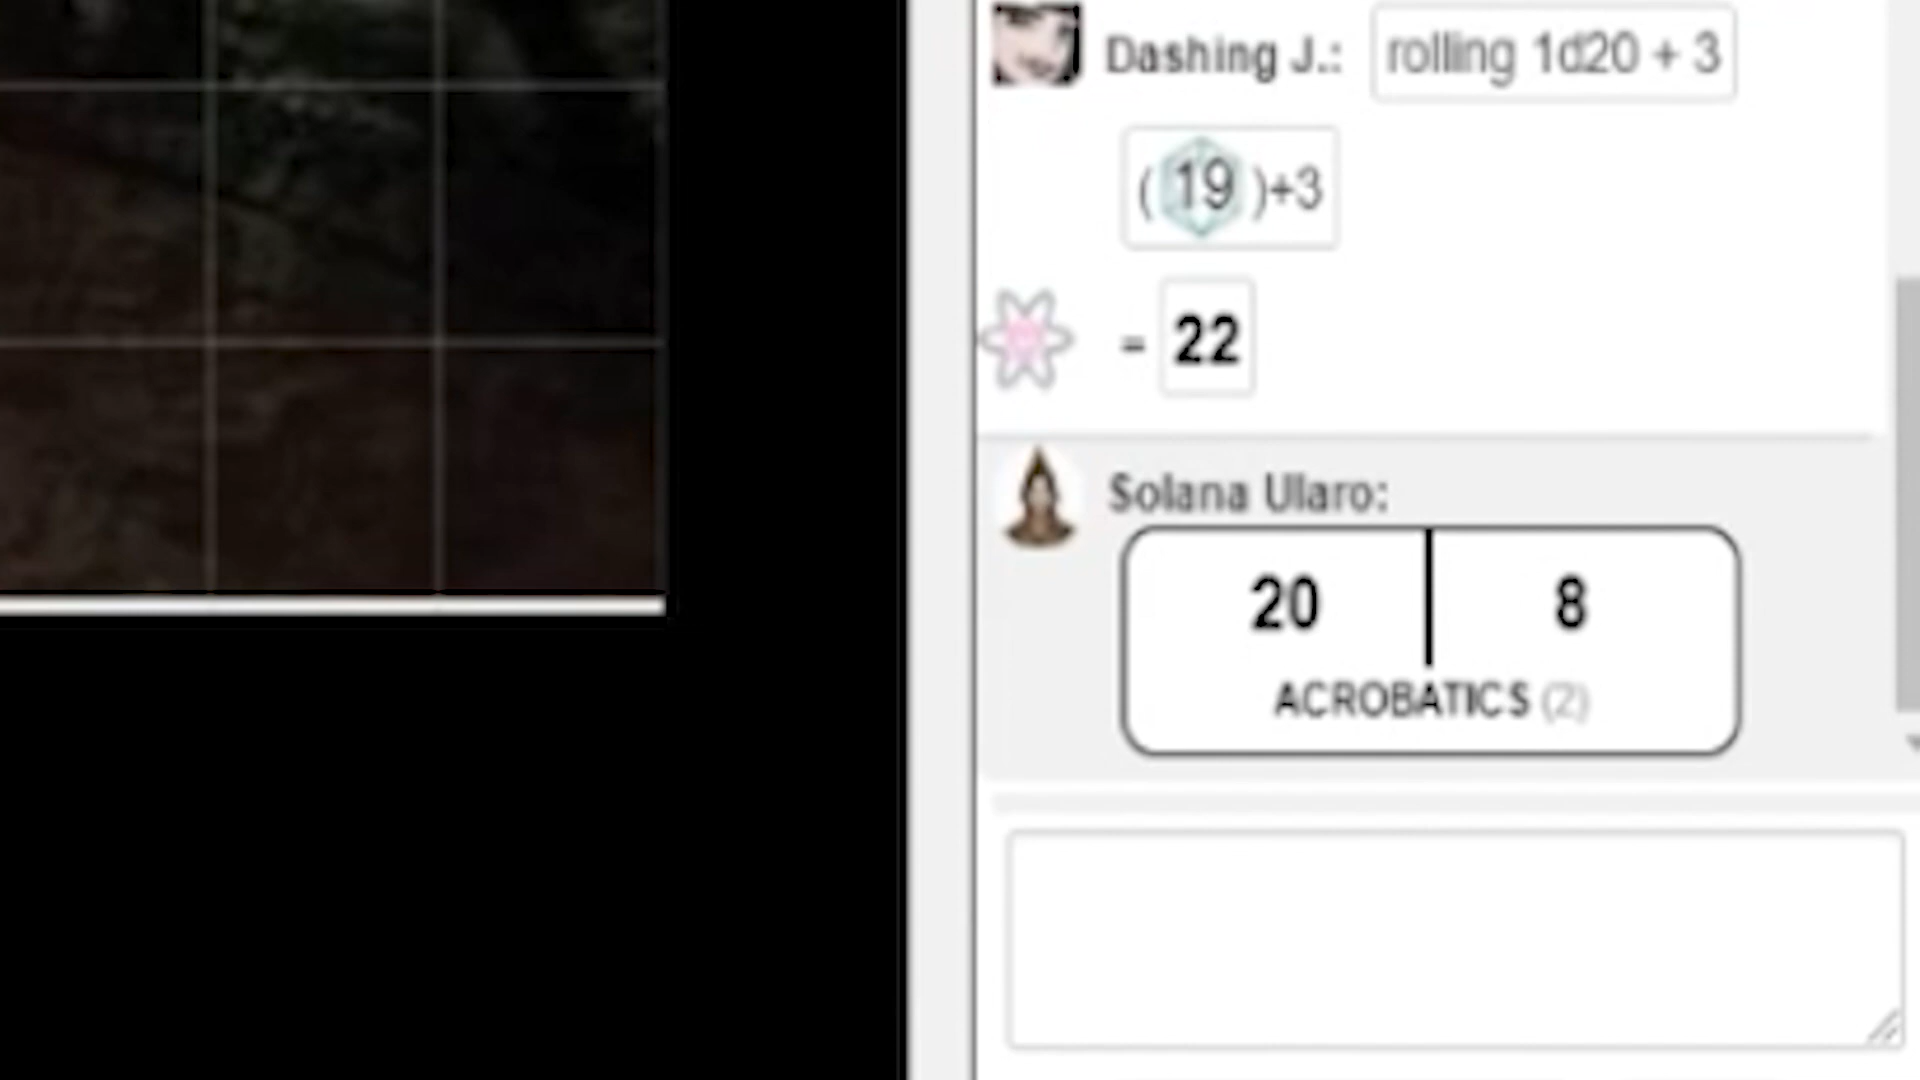 Dashing J.: rolling 1d20 + 3
(19)+3
= 22
Solana Ularo:
20 8
ACROBATICS (2)